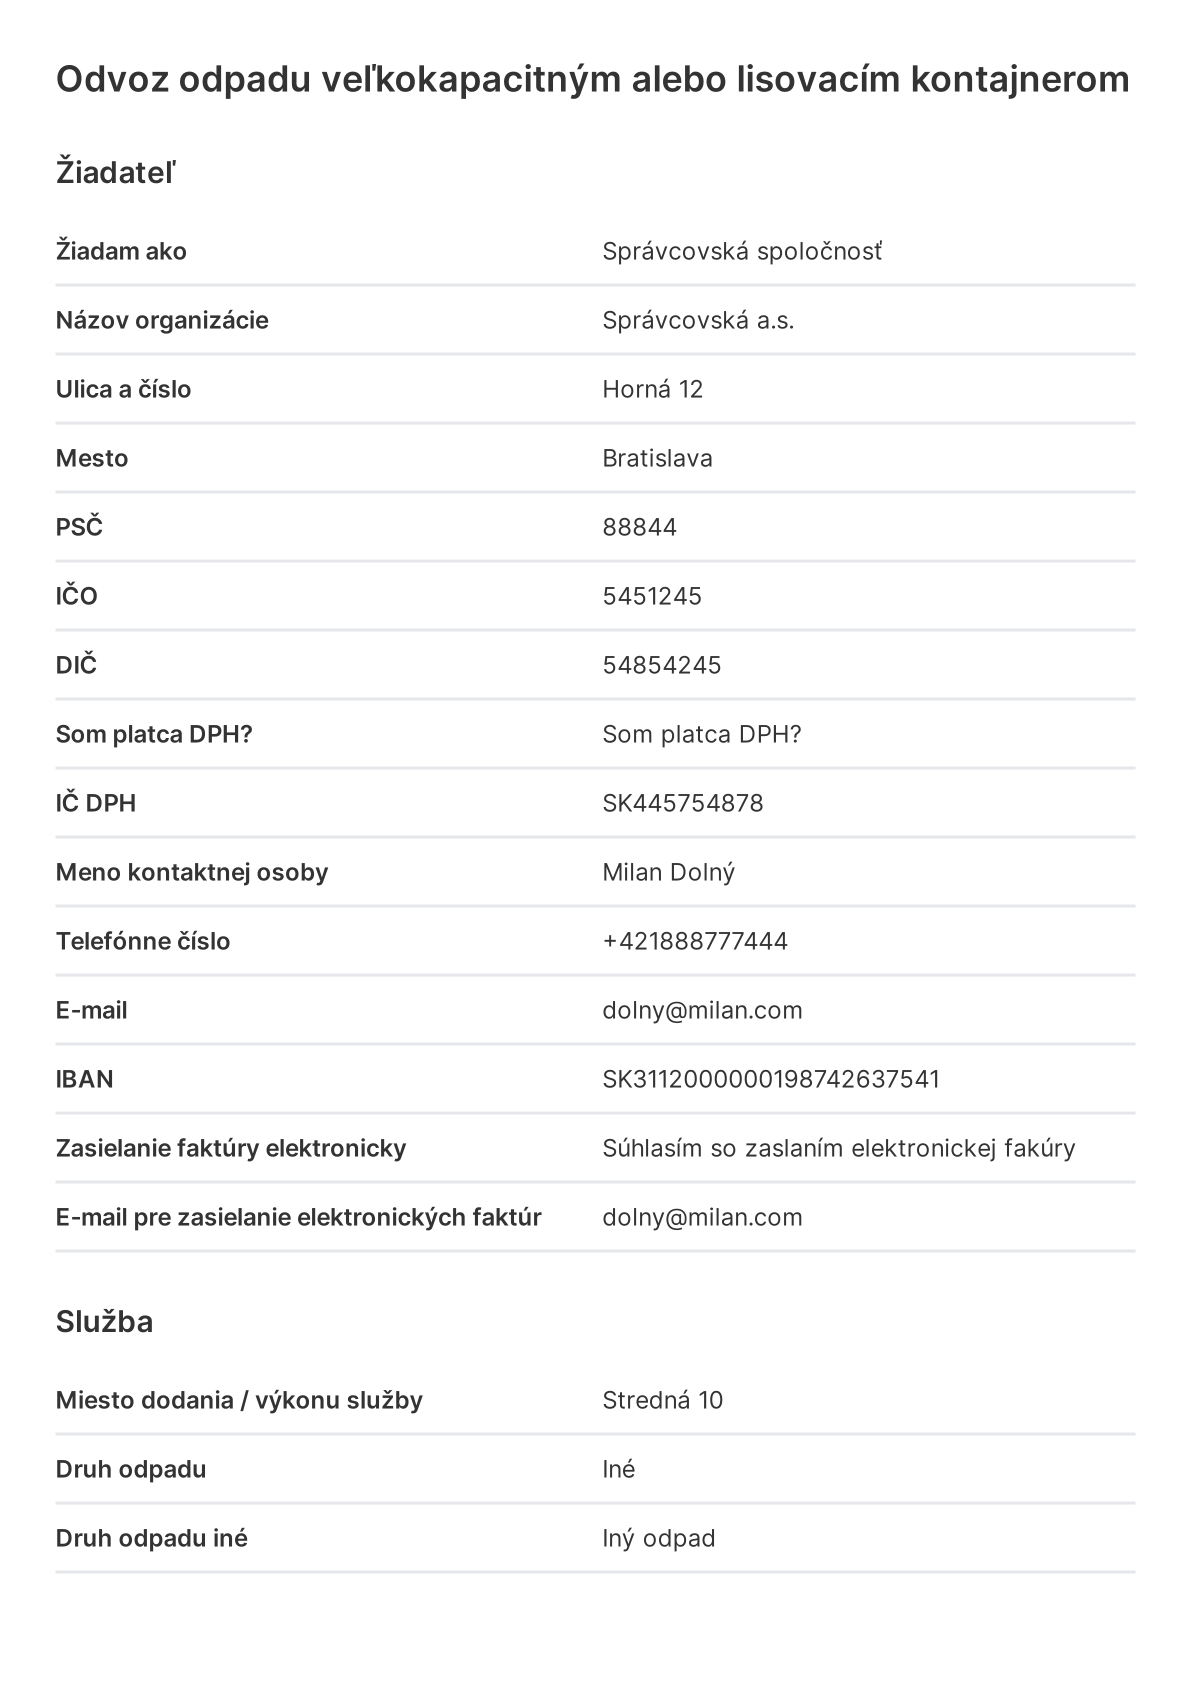 Odvoz odpadu veľkokapacitným alebo lisovacím kontajnerom
Žiadateľ
Žiadam ako Správcovská spoločnosť
Názov organizácie Správcovská a.s.
Ulica a číslo Horná 12
Mesto Bratislava
PSČ 88844
IČO 5451245
DIČ 54854245
Som platca DPH? Som platca DPH?
IČ DPH SK445754878
Meno kontaktnej osoby Milan Dolný
Telefónne číslo +421888777444
E-mail dolny@milan.com
IBAN SK3112000000198742637541
Zasielanie faktúry elektronicky Súhlasím so zaslaním elektronickej fakúry
E-mail pre zasielanie elektronických faktúr dolny@milan.com
Služba
Miesto dodania / výkonu služby Stredná 10
Druh odpadu Iné
Druh odpadu iné Iný odpad